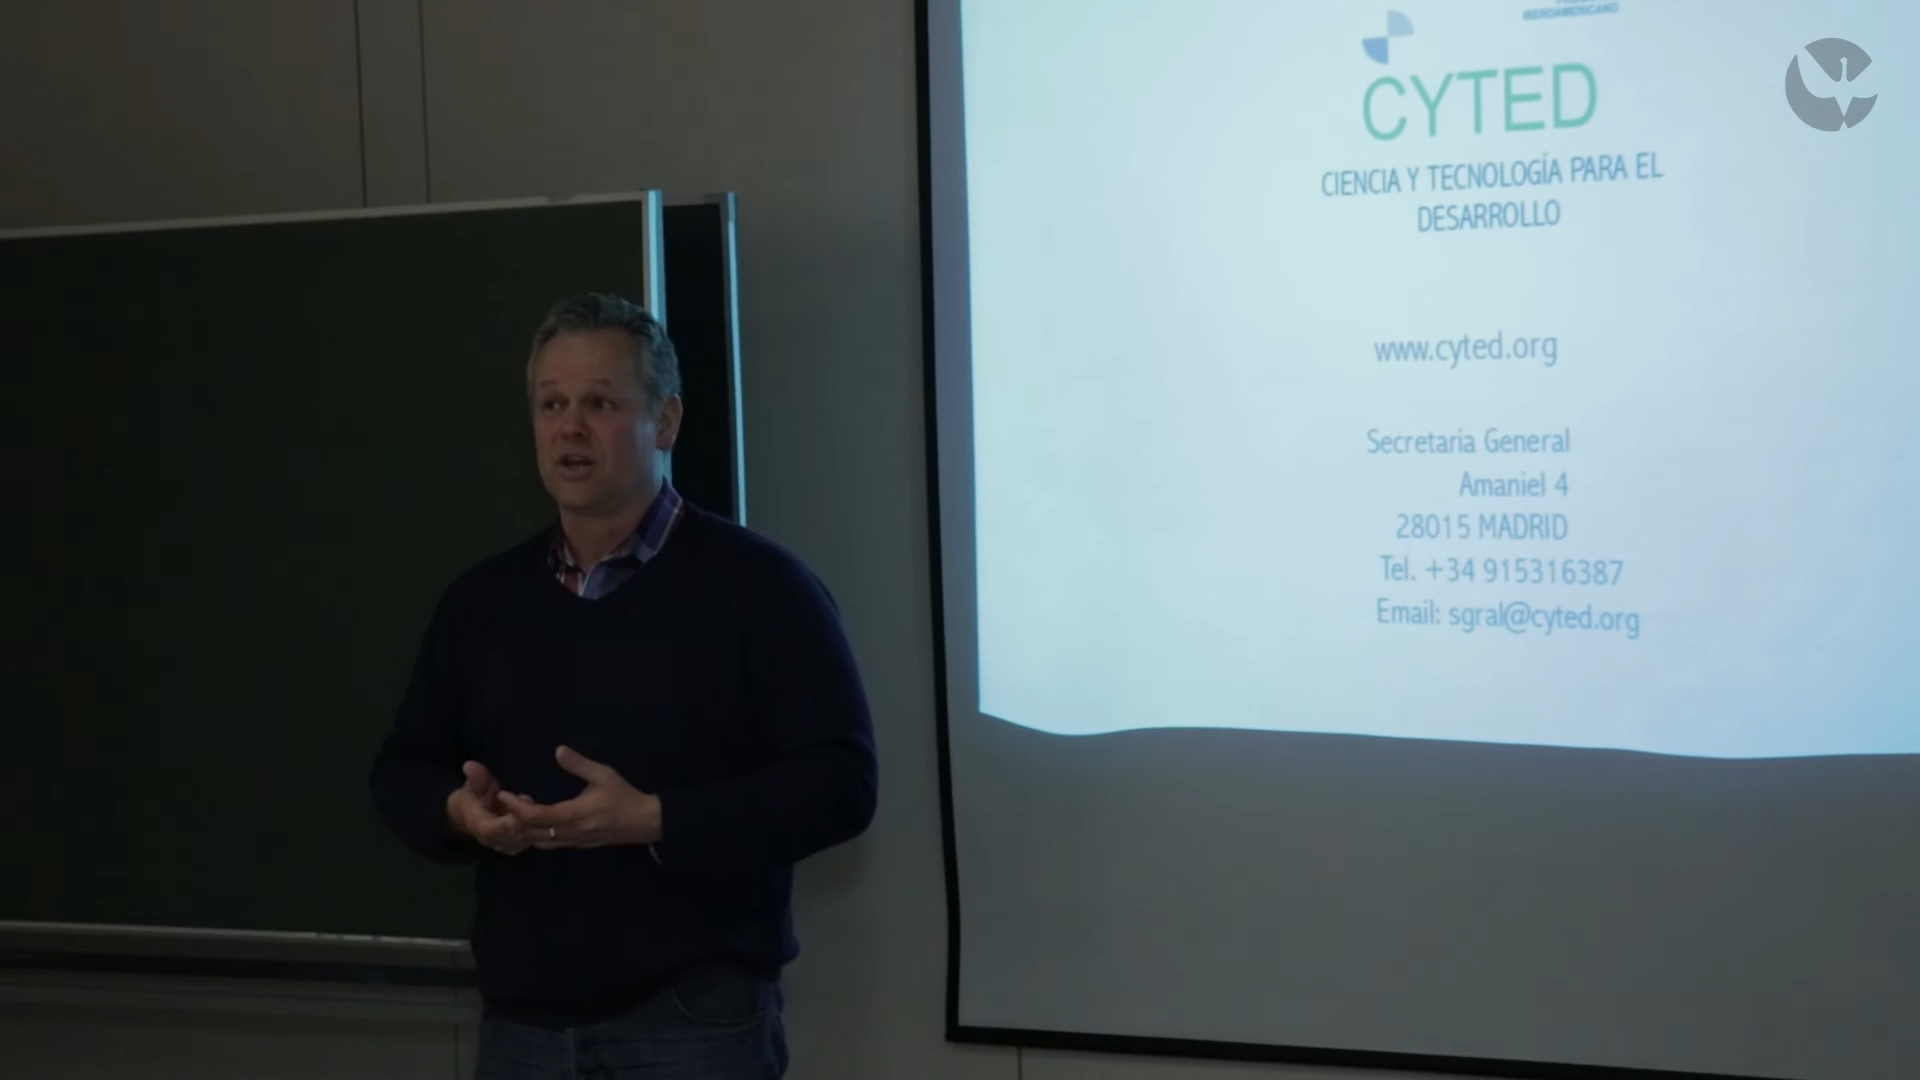 IBEROAMERICANO
CYTED
CIENCIA Y TECNOLOGÍA PARA EL
DESARROLLO
www.cyted.org
Secretaría General
Amaniel 4
28015 MADRID
Tel. +34 915316387
Email: sgral@cyted.org